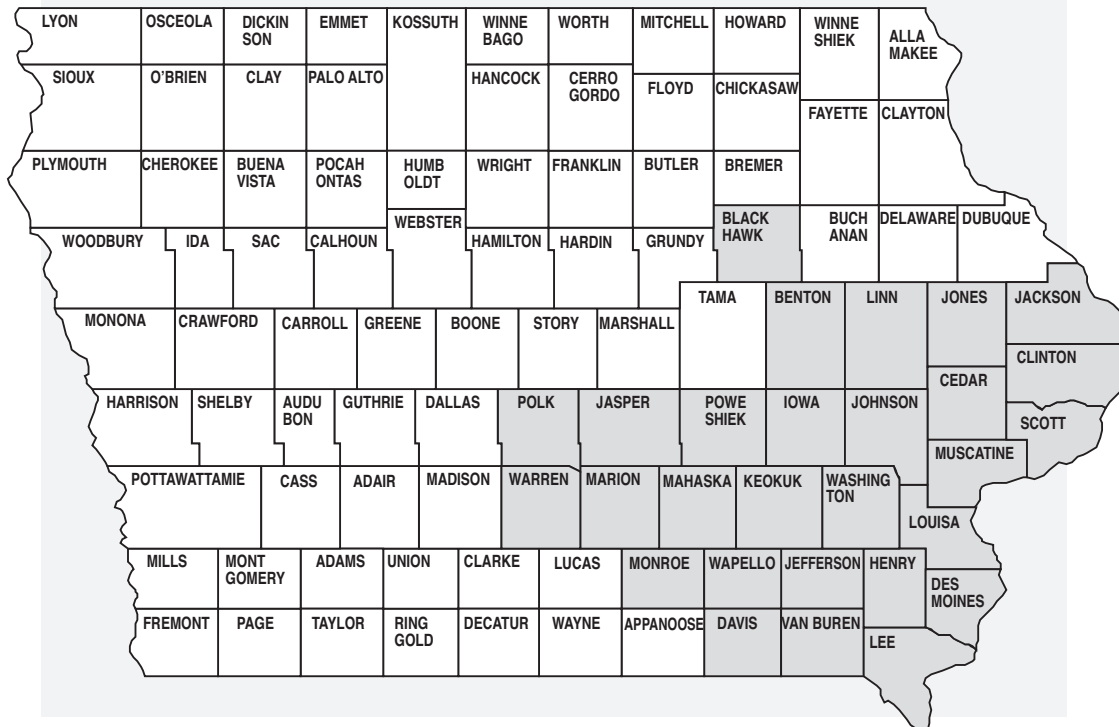 LYON
OSCEOLA
DICKIN
SON
EMMET
KOSSUTH
WINNE
BAGO
WORTH
MITCHELL
HOWARD
WINNE
SHIEK
ALLA
MAKEE
SIOUX
O'BRIEN
CLAY
PALO ALTO
HANCOCK
CERRO
GORDO
FLOYD
CHICKASAW
FAYETTE
CLAYTON
PLYMOUTH
CHEROKEE
BUENA
VISTA
POCAH
ONTAS
HUMB
OLDT
WRIGHT
FRANKLIN
BUTLER
BREMER
WEBSTER
BLACK
HAWK
BUCH
ANAN
DELAWARE
DUBUQUE
WOODBURY
IDA
SAC
CALHOUN
HAMILTON
HARDIN
GRUNDY
TAMA
BENTON
LINN
JONES
JACKSON
MONONA
CRAWFORD
CARROLL
GREENE
BOONE
STORY
MARSHALL
CLINTON
CEDAR
HARRISON
SHELBY
AUDU
BON
GUTHRIE
DALLAS
POLK
JASPER
POWE
SHIEK
IOWA
JOHNSON
SCOTT
MUSCATINE
POTTAWATTAMIE
CASS
ADAIR
MADISON
WARREN
MARION
MAHASKA
KEOKUK
WASHING
TON
LOUISA
MILLS
MONT
GOMERY
ADAMS
UNION
CLARKE
LUCAS
MONROE
WAPELLO
JEFFERSON
HENRY
DES
MOINES
FREMONT
PAGE
TAYLOR
RING
GOLD
DECATUR
WAYNE
APPANOOSE
DAVIS
VAN BUREN
LEE